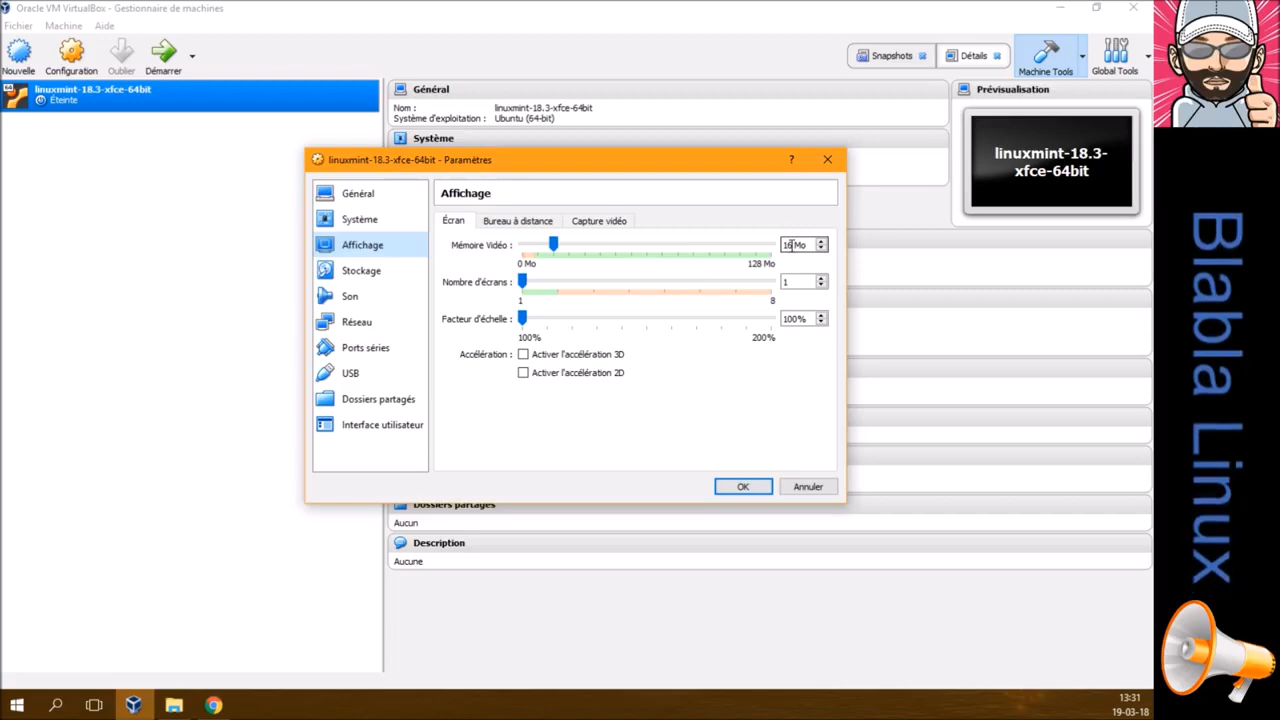 Oracle VM VirtualBox - Gestionnaire de machines
Fichier Machine Aide
Nouvelle Configuration Oublier Démarrer
Snapshots Détails Machine Tools Global Tools
linuxmint-18.3-xfce-64bit
Éteinte
64
Général
Nom : linuxmint-18.3-xfce-64bit
Système d'exploitation : Ubuntu (64-bit)
Système
Prévisualisation
linuxmint-18.3-
xfce-64bit
linuxmint-18.3-xfce-64bit - Paramètres
?
Général
Système
Affichage
Stockage
Son
Réseau
Ports séries
USB
Dossiers partagés
Interface utilisateur
Affichage
Écran Bureau à distance Capture vidéo
Mémoire Vidéo : 16 Mo
0 Mo 128 Mo
Nombre d'écrans : 1
1 8
Facteur d'échelle : 100%
100% 200%
Accélération : Activer l'accélération 3D
Activer l'accélération 2D
OK Annuler
Dossiers partagés
Aucun
Description
Aucune
Blabla Linux
13:31
19-03-18